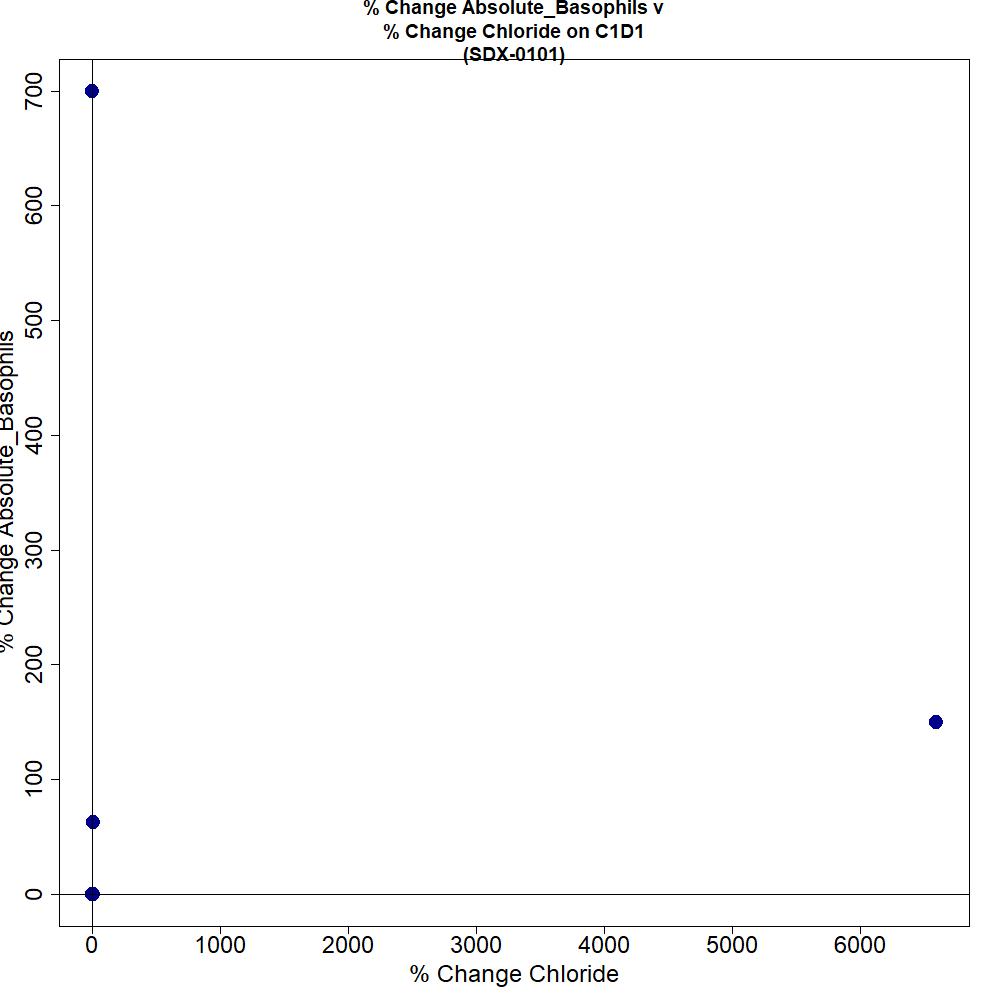 % Change Absolute_Basophils v
% Change Chloride on C1D1
(SDX-0101)
% Change Absolute_Basophils
700
600
500
400
300
200
100
0
0 1000 2000 3000 4000 5000 6000
% Change Chloride